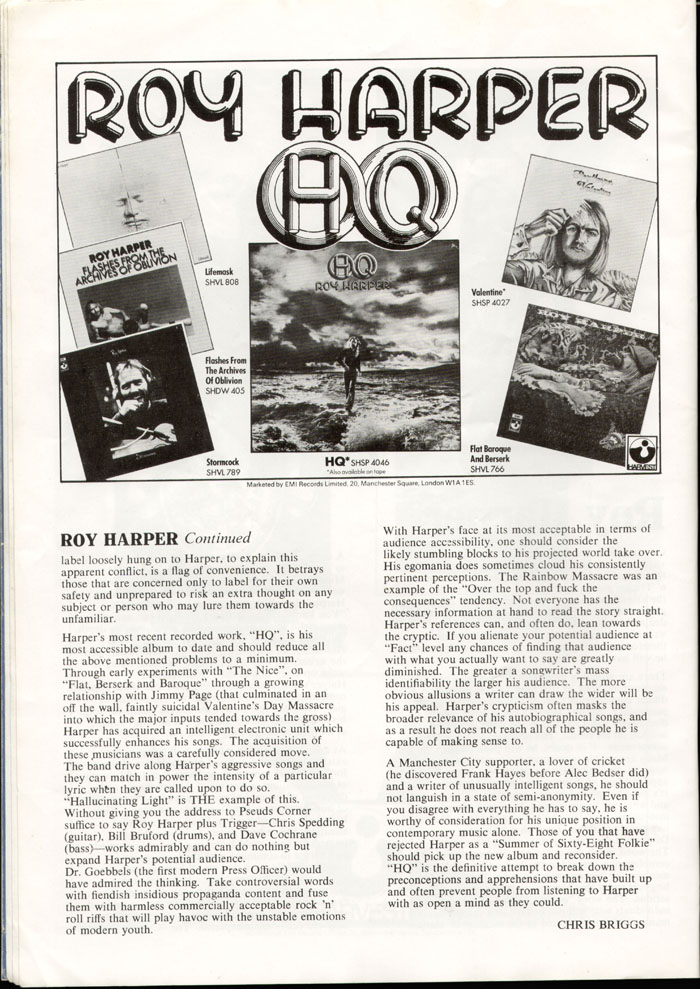 ROY HARPER
HQ
ROY HARPER
FLASHES FROM THE
ARCHIVES OF OBLIVION
Lifemask
SHVL 808
Flashes From
The Archives
Of Oblivion
SHDW 405
Stormcock
SHVL 789
HQ
ROY HARPER
HQ* SHSP 4046
*Also available on tape
Valentine*
SHSP 4027
Flat Baroque
And Berserk
SHVL 766
HARVEST
Marketed by EMI Records Limited, 20, Manchester Square, London W1A 1ES.
ROY HARPER Continued
label loosely hung on to Harper, to explain this
apparent conflict, is a flag of convenience. It betrays
those that are concerned only to label for their own
safety and unprepared to risk an extra thought on any
subject or person who may lure them towards the
unfamiliar.
Harper's most recent recorded work, "HQ", is his
most accessible album to date and should reduce all
the above mentioned problems to a minimum.
Through early experiments with "The Nice", on
"Flat, Berserk and Baroque" through a growing
relationship with Jimmy Page (that culminated in an
off the wall, faintly suicidal Valentine's Day Massacre
into which the major inputs tended towards the gross)
Harper has acquired an intelligent electronic unit which
successfully enhances his songs. The acquisition of
these musicians was a carefully considered move.
The band drive along Harper's aggressive songs and
they can match in power the intensity of a particular
lyric when they are called upon to do so.
"Hallucinating Light" is THE example of this.
Without giving you the address to Pseuds Corner
suffice to say Roy Harper plus Trigger—Chris Spedding
(guitar), Bill Bruford (drums), and Dave Cochrane
(bass)—works admirably and can do nothing but
expand Harper's potential audience.
Dr. Goebbels (the first modern Press Officer) would
have admired the thinking. Take controversial words
with fiendish insidious propaganda content and fuse
them with harmless commercially acceptable rock 'n'
roll riffs that will play havoc with the unstable emotions
of modern youth.
With Harper's face at its most acceptable in terms of
audience accessibility, one should consider the
likely stumbling blocks to his projected world take over.
His egomania does sometimes cloud his consistently
pertinent perceptions. The Rainbow Massacre was an
example of the "Over the top and fuck the
consequences" tendency. Not everyone has the
necessary information at hand to read the story straight.
Harper's references can, and often do, lean towards
the cryptic. If you alienate your potential audience at
"Fact" level any chances of finding that audience
with what you actually want to say are greatly
diminished. The greater a songwriter's mass
identifiability the larger his audience. The more
obvious allusions a writer can draw the wider will be
his appeal. Harper's crypticism often masks the
broader relevance of his autobiographical songs, and
as a result he does not reach all of the people he is
capable of making sense to.
A Manchester City supporter, a lover of cricket
(he discovered Frank Hayes before Alec Bedser did)
and a writer of unusually intelligent songs, he should
not languish in a state of semi-anonymity. Even if
you disagree with everything he has to say, he is
worthy of consideration for his unique position in
contemporary music alone. Those of you that have
rejected Harper as a "Summer of Sixty-Eight Folkie"
should pick up the new album and reconsider.
"HQ" is the definitive attempt to break down the
preconceptions and apprehensions that have built up
and often prevent people from listening to Harper
with as open a mind as they could.
CHRIS BRIGGS